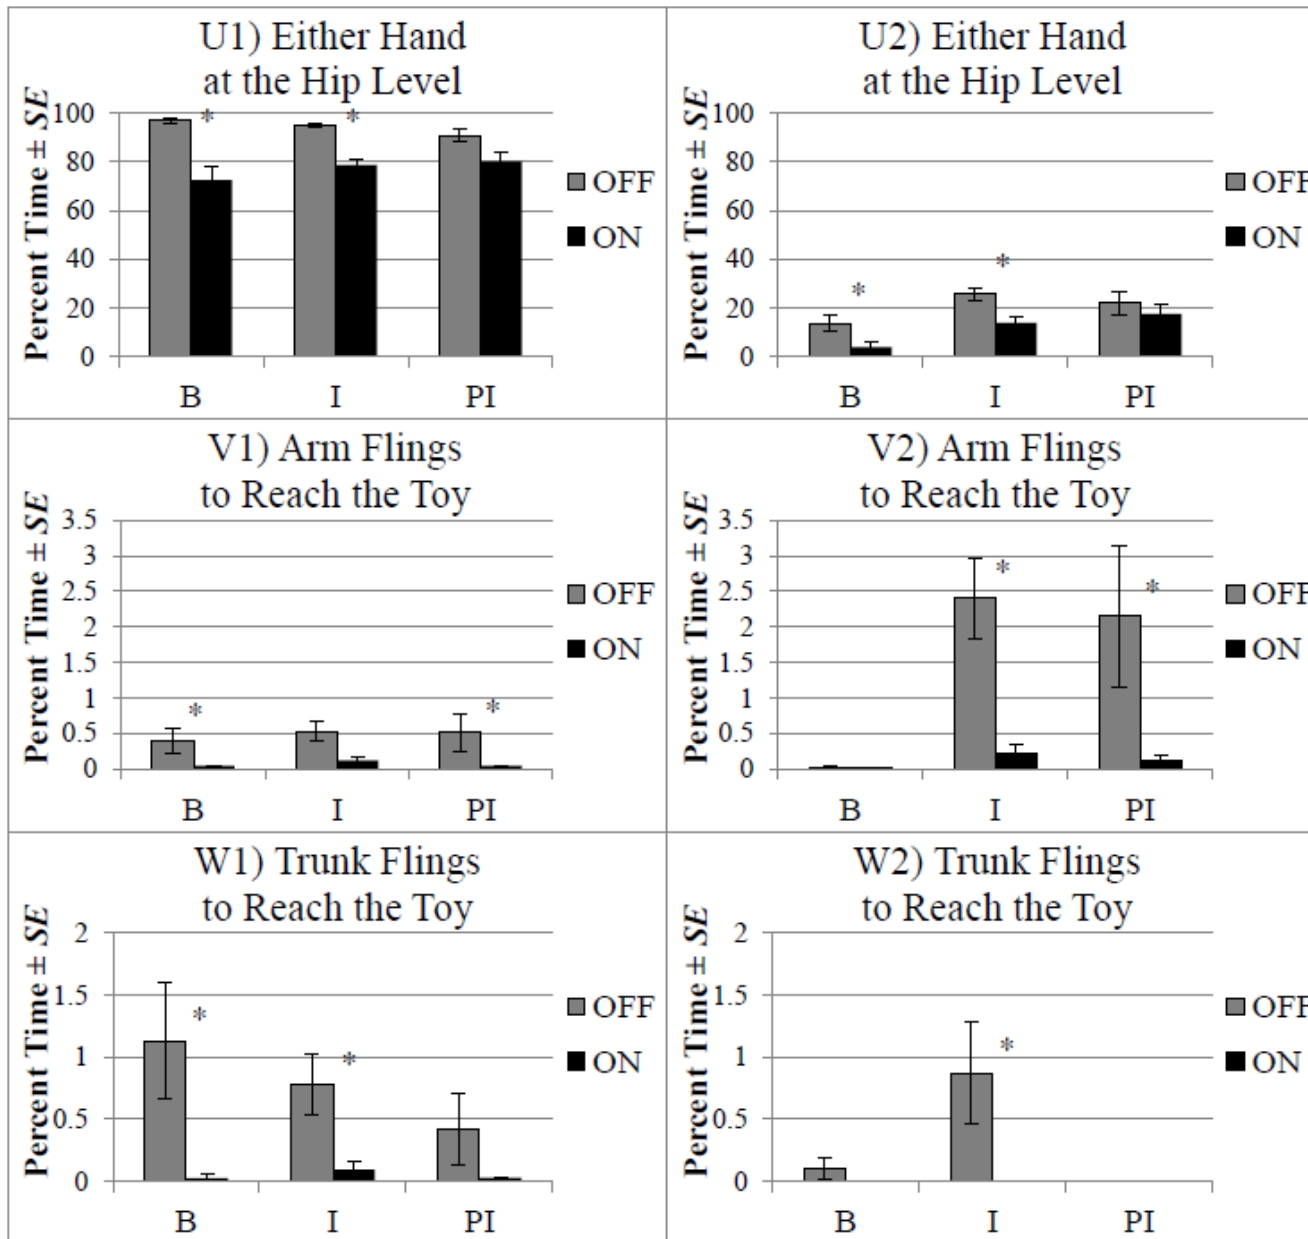 U1) Either Hand
at the Hip Level
Percent Time ± SE
100
80
60
40
20
0
* *
B I PI
OFF
ON
U2) Either Hand
at the Hip Level
Percent Time ± SE
100
80
60
40
20
0
* *
B I PI
OFF
ON
V1) Arm Flings
to Reach the Toy
Percent Time ± SE
3.5
3
2.5
2
1.5
1
0.5
0
* *
B I PI
OFF
ON
V2) Arm Flings
to Reach the Toy
Percent Time ± SE
3.5
3
2.5
2
1.5
1
0.5
0
* *
B I PI
OFF
ON
W1) Trunk Flings
to Reach the Toy
Percent Time ± SE
2
1.5
1
0.5
0
* *
B I PI
OFF
ON
W2) Trunk Flings
to Reach the Toy
Percent Time ± SE
2
1.5
1
0.5
0
*
B I PI
OFF
ON